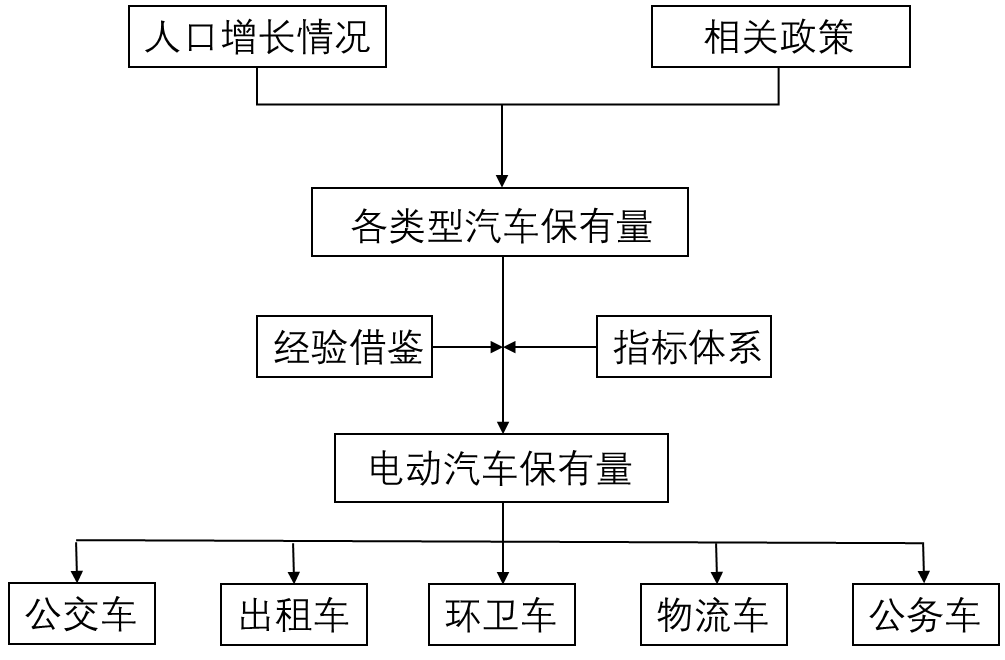 人口增长情况
相关政策
各类型汽车保有量
经验借鉴
指标体系
电动汽车保有量
公交车
出租车
环卫车
物流车
公务车